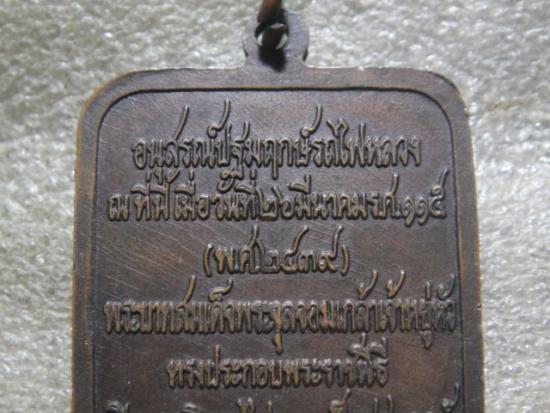 อนุสรณ์ปฐมฤกษ์รถไฟหลวง
ณ ที่นี้ เมื่อวันที่ ๒๖ มีนาคม ร.ศ. ๑๑๕
(พ.ศ. ๒๔๓๙)
พระบาทสมเด็จพระจุลจอมเกล้าเจ้าอยู่หัว
ทรงประกอบพระราชพิธี